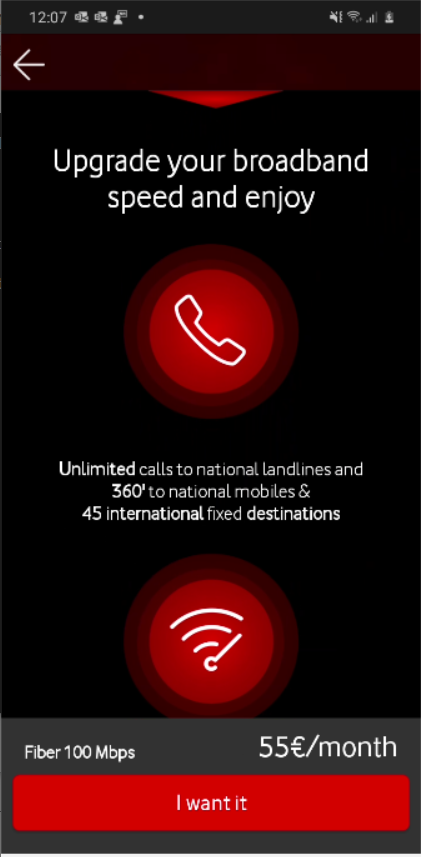 12:07
Upgrade your broadband
speed and enjoy
Unlimited calls to national landlines and
360' to national mobiles &
45 international fixed destinations
Fiber 100 Mbps
55€/month
I want it